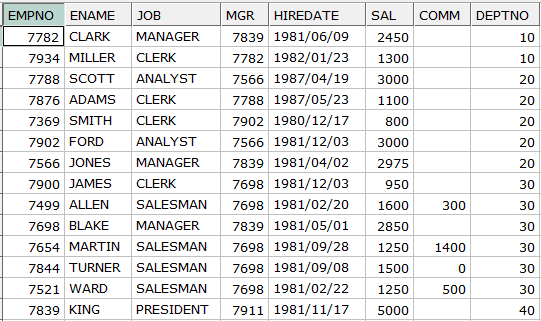 EMPNO ENAME JOB MGR HIREDATE SAL COMM DEPTNO
7782 CLARK MANAGER 7839 1981/06/09 2450 10
7934 MILLER CLERK 7782 1982/01/23 1300 10
7788 SCOTT ANALYST 7566 1987/04/19 3000 20
7876 ADAMS CLERK 7788 1987/05/23 1100 20
7369 SMITH CLERK 7902 1980/12/17 800 20
7902 FORD ANALYST 7566 1981/12/03 3000 20
7566 JONES MANAGER 7839 1981/04/02 2975 20
7900 JAMES CLERK 7698 1981/12/03 950 30
7499 ALLEN SALESMAN 7698 1981/02/20 1600 300 30
7698 BLAKE MANAGER 7839 1981/05/01 2850 30
7654 MARTIN SALESMAN 7698 1981/09/28 1250 1400 30
7844 TURNER SALESMAN 7698 1981/09/08 1500 0 30
7521 WARD SALESMAN 7698 1981/02/22 1250 500 30
7839 KING PRESIDENT 7911 1981/11/17 5000 40